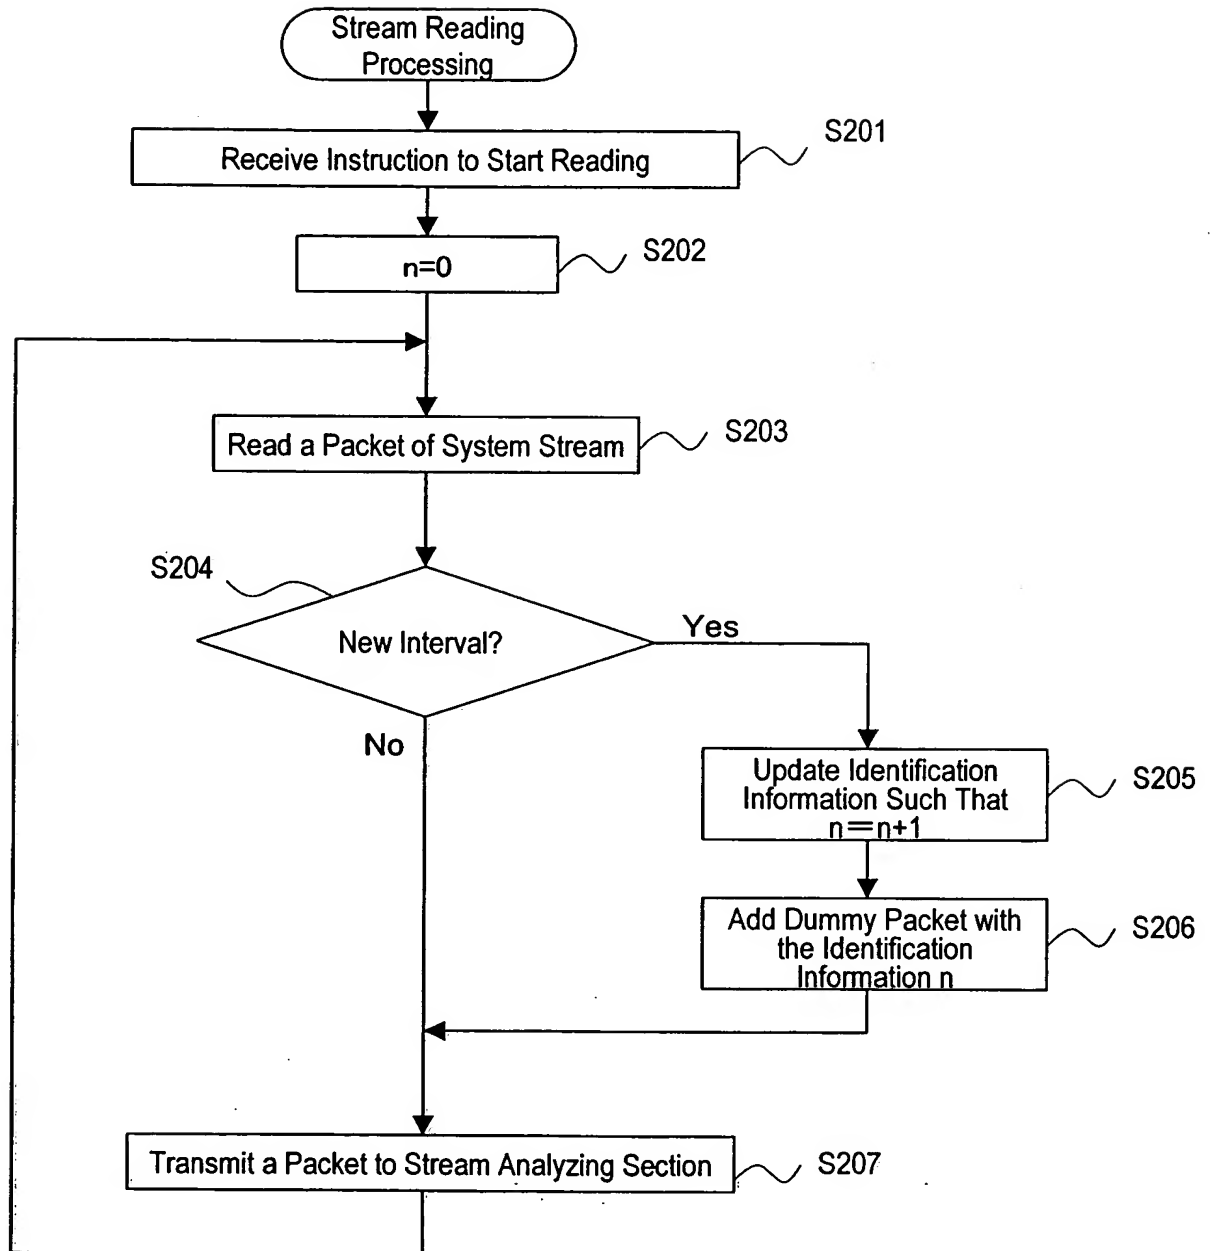 Stream Reading
Processing
Receive Instruction to Start Reading
S201
n=0
S202
Read a Packet of System Stream
S203
S204
New Interval?
Yes
No
Update Identification
Information Such That
n=n+1
S205
Add Dummy Packet with
the Identification
Information n
S206
Transmit a Packet to Stream Analyzing Section
S207